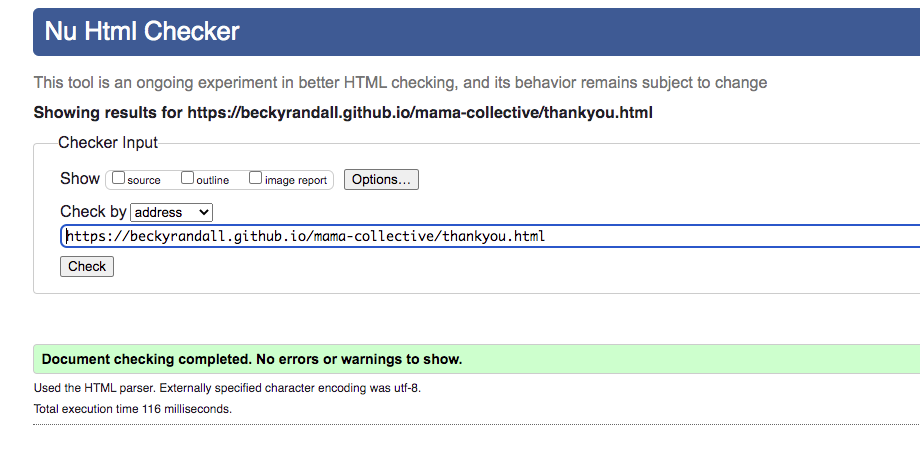 Nu Html Checker
This tool is an ongoing experiment in better HTML checking, and its behavior remains subject to change
Showing results for https://beckyrandall.github.io/mama-collective/thankyou.html
Checker Input
Show source outline image report Options...
Check by address
https://beckyrandall.github.io/mama-collective/thankyou.html
Check
Document checking completed. No errors or warnings to show.
Used the HTML parser. Externally specified character encoding was utf-8.
Total execution time 116 milliseconds.